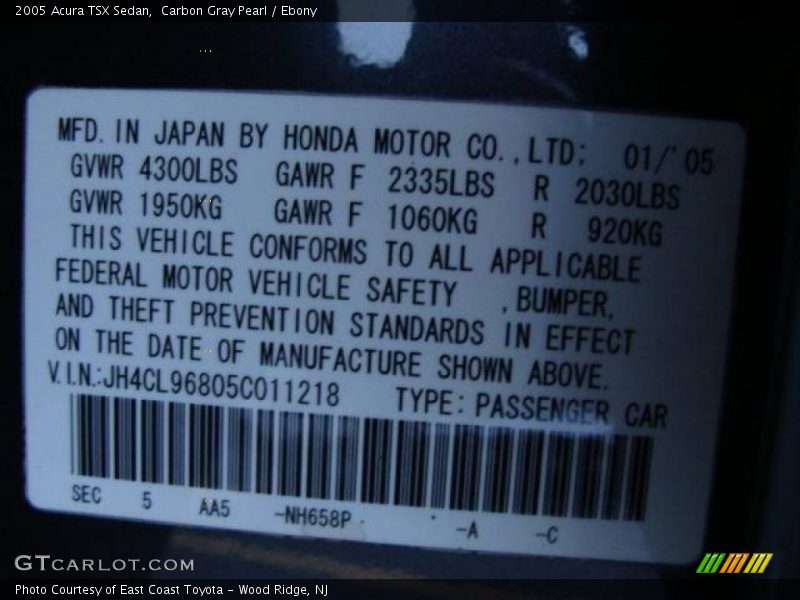 2005 Acura TSX Sedan, Carbon Gray Pearl / Ebony
MFD. IN JAPAN BY HONDA MOTOR CO.,LTD: 01/'05
GVWR 4300LBS GAWR F 2335LBS R 2030LBS
GVWR 1950KG GAWR F 1060KG R 920KG
THIS VEHICLE CONFORMS TO ALL APPLICABLE
FEDERAL MOTOR VEHICLE SAFETY ,BUMPER,
AND THEFT PREVENTION STANDARDS IN EFFECT
ON THE DATE OF MANUFACTURE SHOWN ABOVE.
V.I.N.:JH4CL96805C011218 TYPE: PASSENGER CAR
SEC 5 AA5 -NH658P -A -C
GTCARLOT.COM
Photo Courtesy of East Coast Toyota - Wood Ridge, NJ